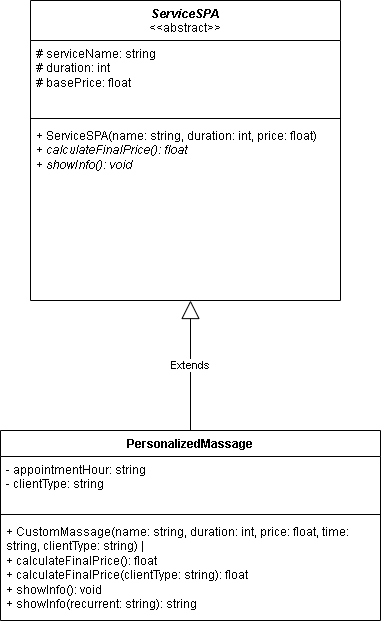 ServiceSPA
<<abstract>>
# serviceName: string
# duration: int
# basePrice: float
+ ServiceSPA(name: string, duration: int, price: float)
+ calculateFinalPrice(): float
+ showInfo(): void
Extends
PersonalizedMassage
- appointmentHour: string
- clientType: string
+ CustomMassage(name: string, duration: int, price: float, time:
string, clientType: string) |
+ calculateFinalPrice(): float
+ calculateFinalPrice(clientType: string): float
+ showInfo(): void
+ showInfo(recurrent: string): string